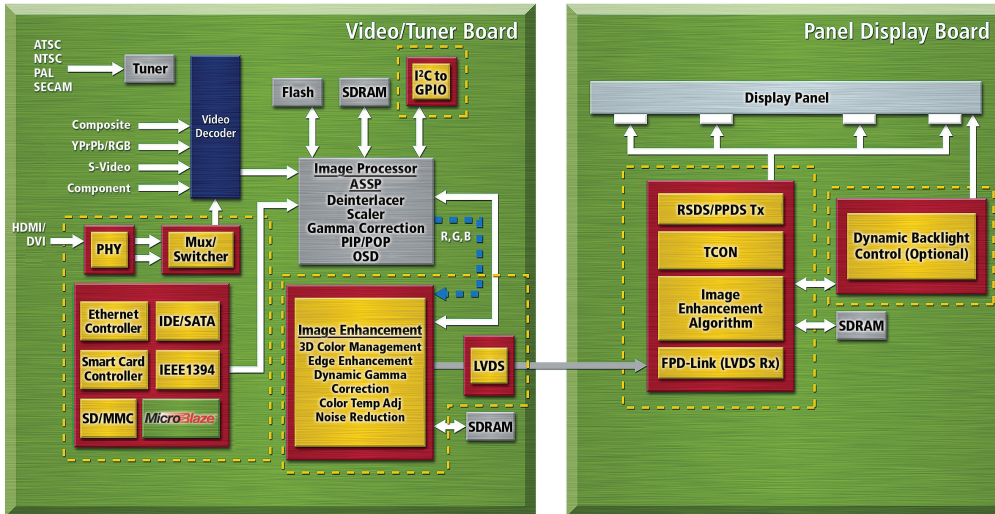 Video/Tuner Board
ATSC
NTSC
PAL
SECAM
Tuner
Video
Decoder
Flash
SDRAM
I²C to
GPIO
Composite
YPrPb/RGB
S-Video
Component
Image Processor
ASSP
Deinterlacer
Scaler
Gamma Correction
PIP/POP
OSD
R,G,B
HDMI/
DVI
PHY
Mux/
Switcher
Ethernet
Controller
IDE/SATA
Smart Card
Controller
IEEE1394
SD/MMC
MicroBlaze
Image Enhancement
3D Color Management
Edge Enhancement
Dynamic Gamma
Correction
Color Temp Adj
Noise Reduction
LVDS
SDRAM
Panel Display Board
Display Panel
RSDS/PPDS Tx
TCON
Image
Enhancement
Algorithm
FPD-Link (LVDS Rx)
Dynamic Backlight
Control (Optional)
SDRAM